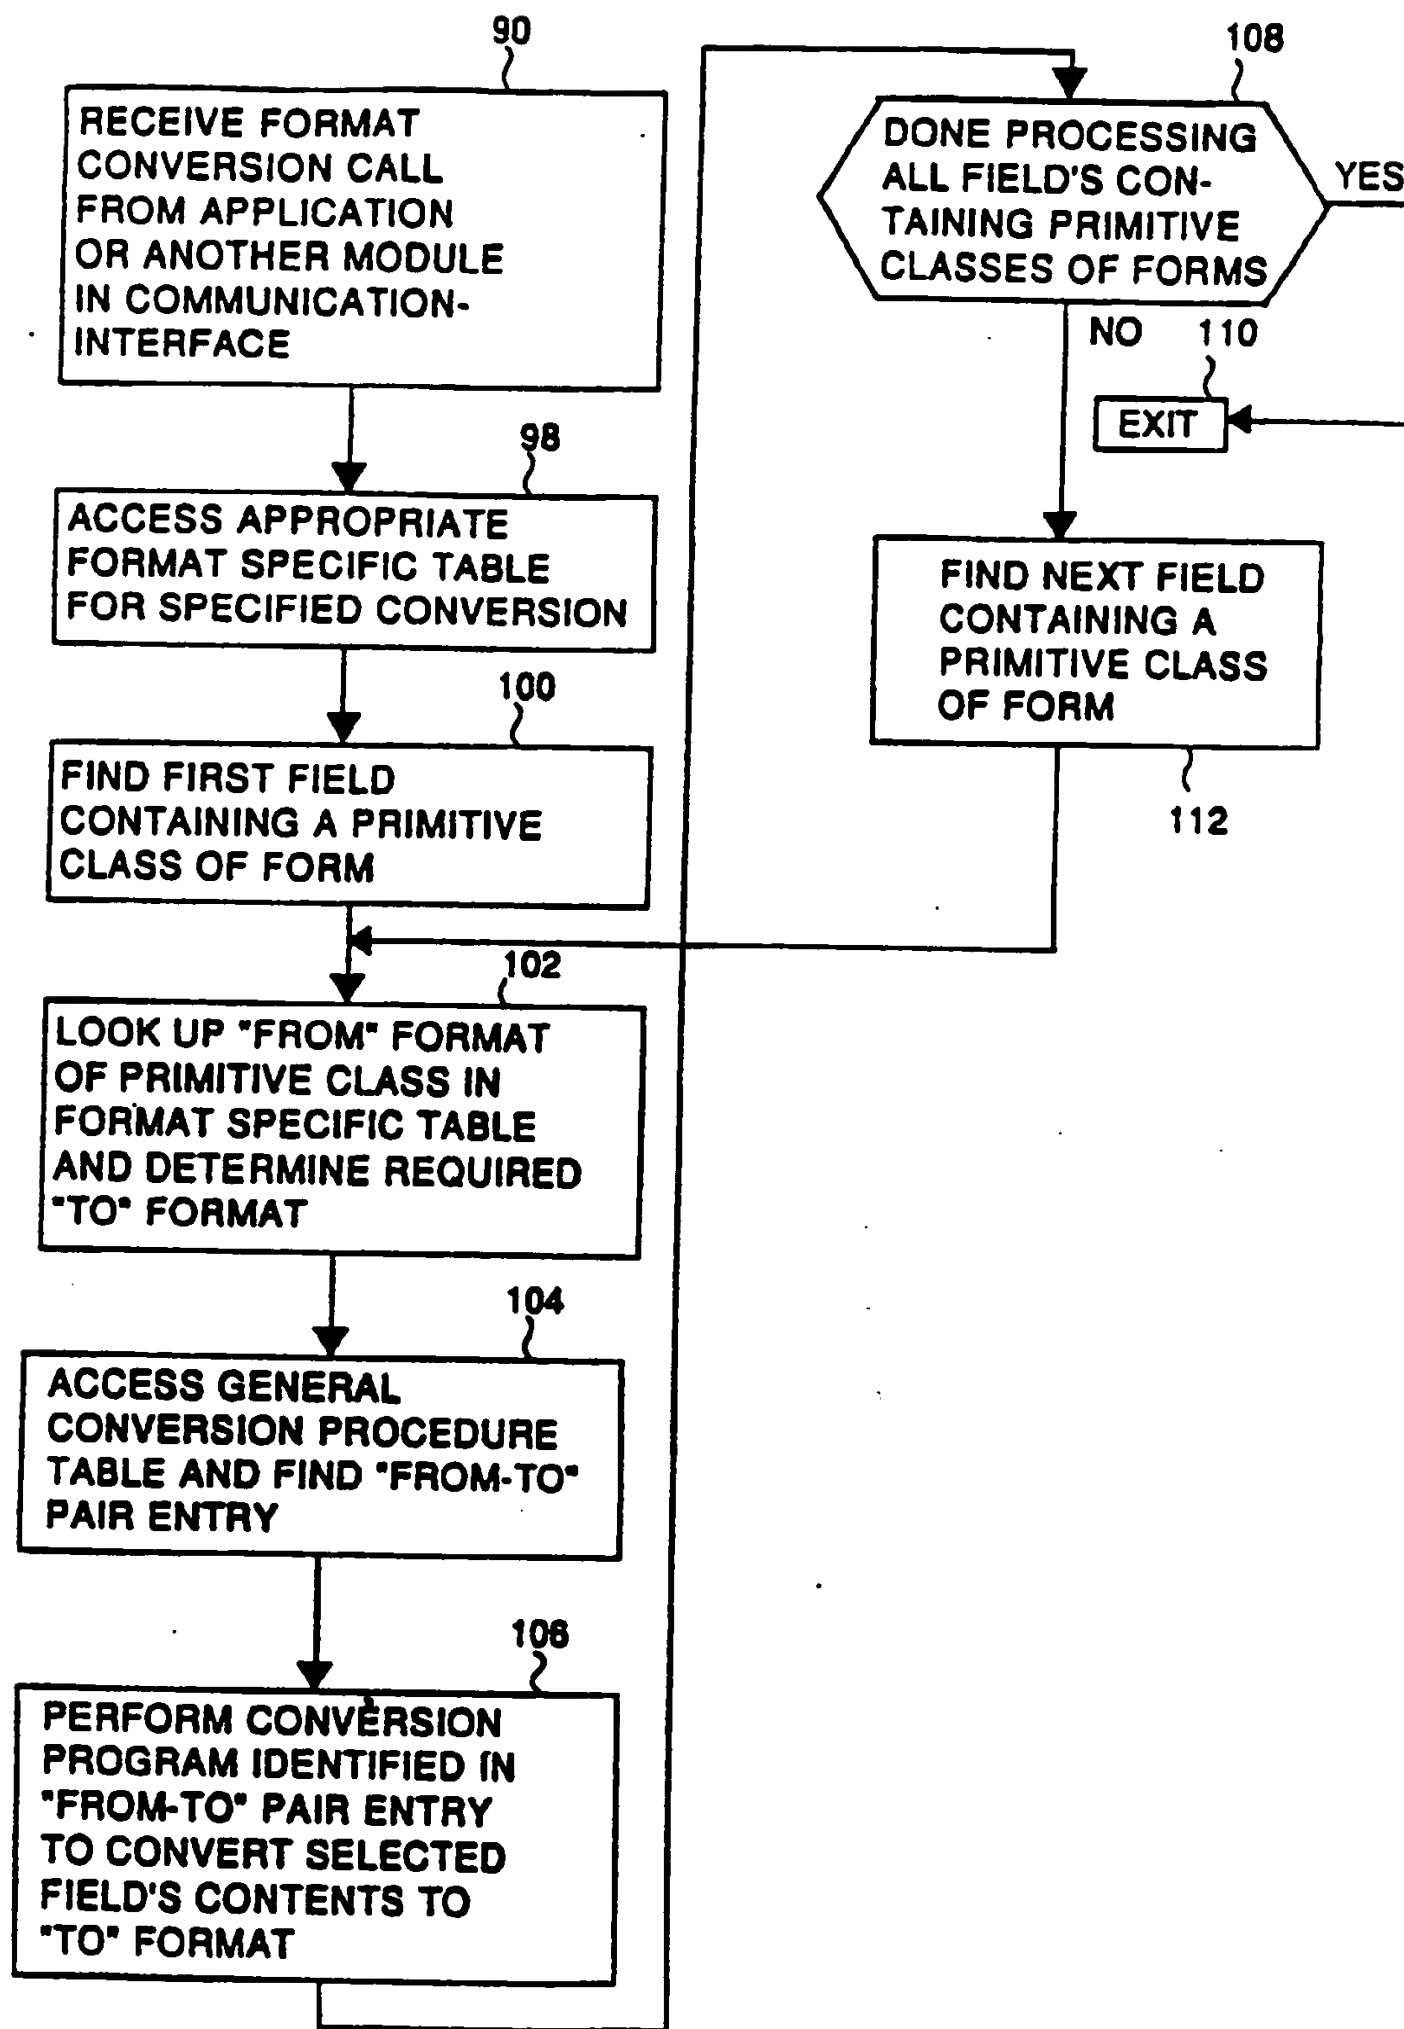 90
RECEIVE FORMAT
CONVERSION CALL
FROM APPLICATION
OR ANOTHER MODULE
IN COMMUNICATION-
INTERFACE
98
ACCESS APPROPRIATE
FORMAT SPECIFIC TABLE
FOR SPECIFIED CONVERSION
100
FIND FIRST FIELD
CONTAINING A PRIMITIVE
CLASS OF FORM
102
LOOK UP "FROM" FORMAT
OF PRIMITIVE CLASS IN
FORMAT SPECIFIC TABLE
AND DETERMINE REQUIRED
"TO" FORMAT
104
ACCESS GENERAL
CONVERSION PROCEDURE
TABLE AND FIND "FROM-TO"
PAIR ENTRY
106
PERFORM CONVERSION
PROGRAM IDENTIFIED IN
"FROM-TO" PAIR ENTRY
TO CONVERT SELECTED
FIELD'S CONTENTS TO
"TO" FORMAT
108
DONE PROCESSING
ALL FIELD'S CON-
TAINING PRIMITIVE
CLASSES OF FORMS
YES
NO
110
EXIT
FIND NEXT FIELD
CONTAINING A
PRIMITIVE CLASS
OF FORM
112